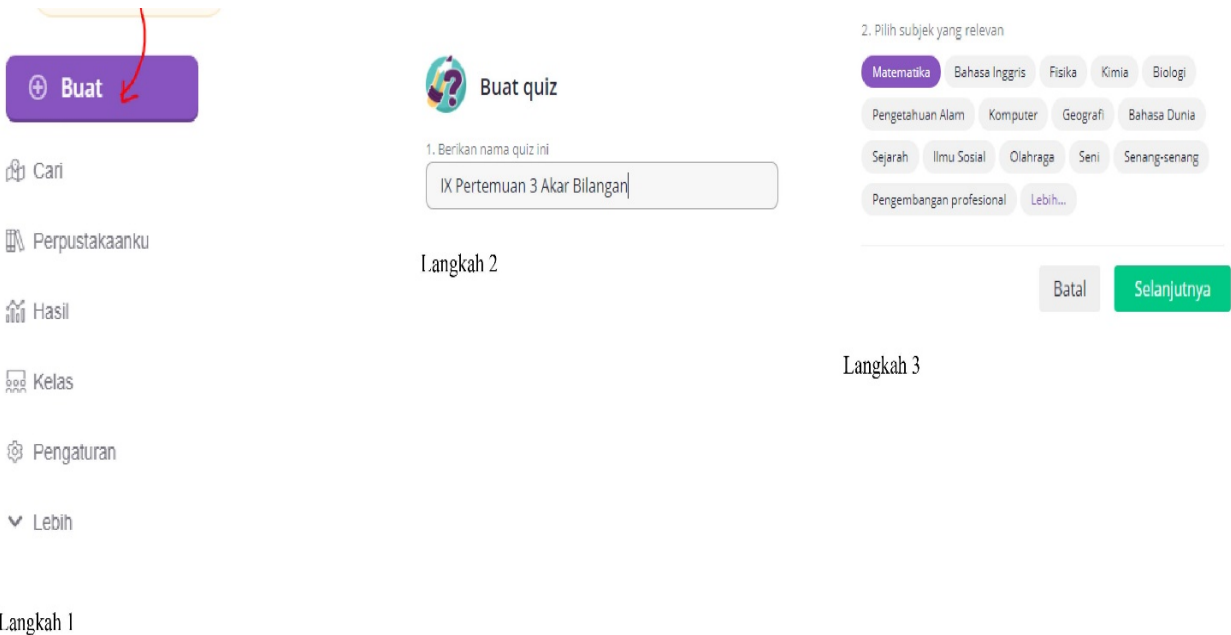 Buat
Cari
Perpustakaanku
Hasil
Kelas
Pengaturan
Lebih
Langkah 1
Buat quiz
1. Berikan nama quiz ini
IX Pertemuan 3 Akar Bilangan
Langkah 2
2. Pilih subjek yang relevan
Matematika Bahasa Inggris Fisika Kimia Biologi
Pengetahuan Alam Komputer Geografi Bahasa Dunia
Sejarah Ilmu Sosial Olahraga Seni Senang-senang
Pengembangan profesional Lebih...
Batal Selanjutnya
Langkah 3